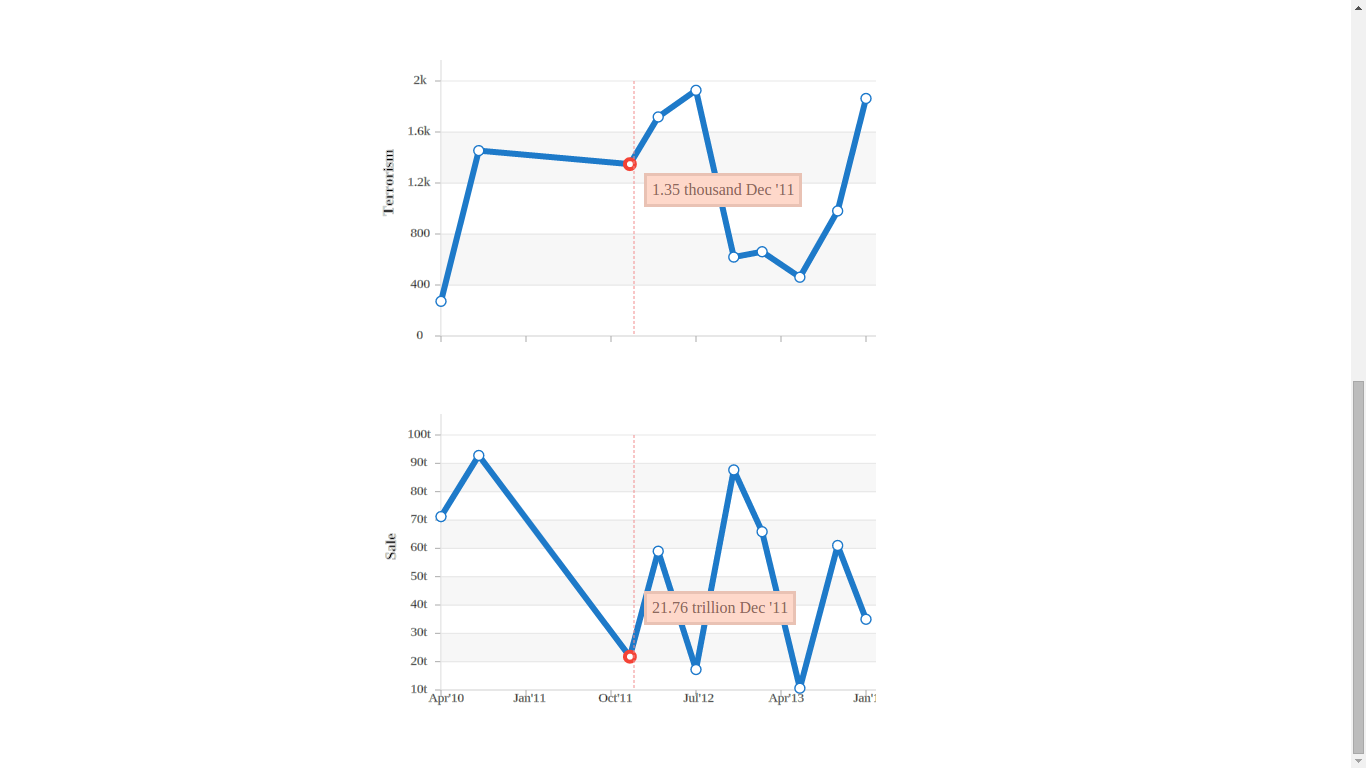 2k
1.6k
1.2k
800
400
0
Terrorism
1.35 thousand Dec '11
100t
90t
80t
70t
60t
50t
40t
30t
20t
10t
Sale
21.76 trillion Dec '11
Apr'10 Jan'11 Oct'11 Jul'12 Apr'13